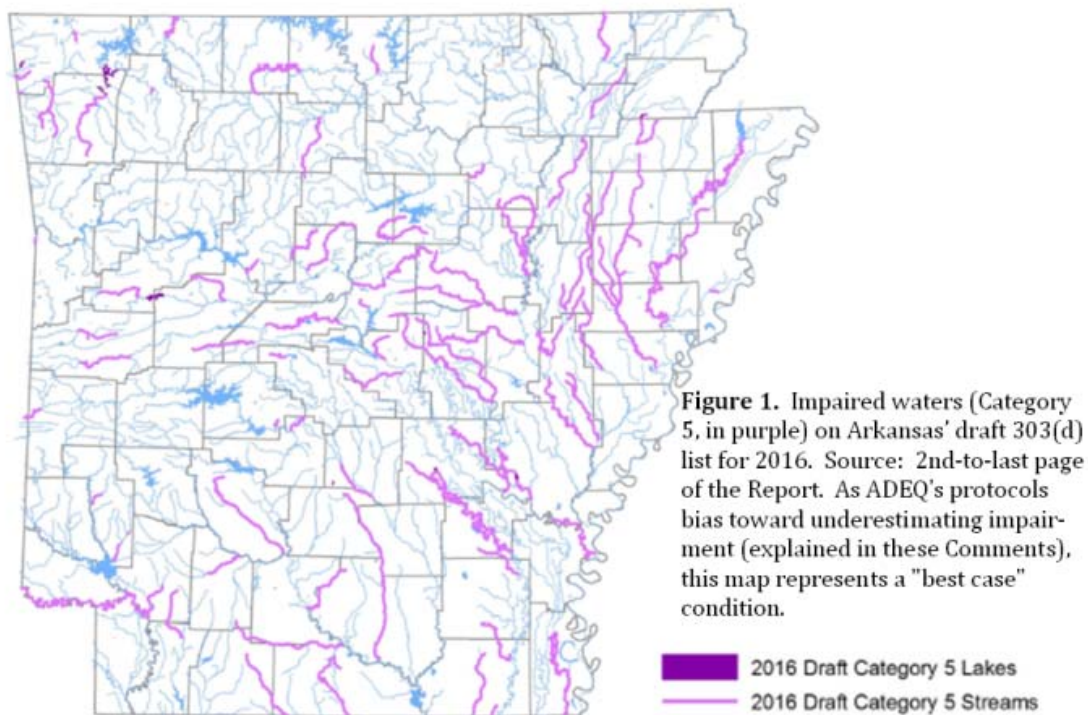 Figure 1. Impaired waters (Category
5, in purple) on Arkansas' draft 303(d)
list for 2016. Source: 2nd-to-last page
of the Report. As ADEQ's protocols
bias toward underestimating impair-
ment (explained in these Comments),
this map represents a "best case"
condition.
2016 Draft Category 5 Lakes
2016 Draft Category 5 Streams